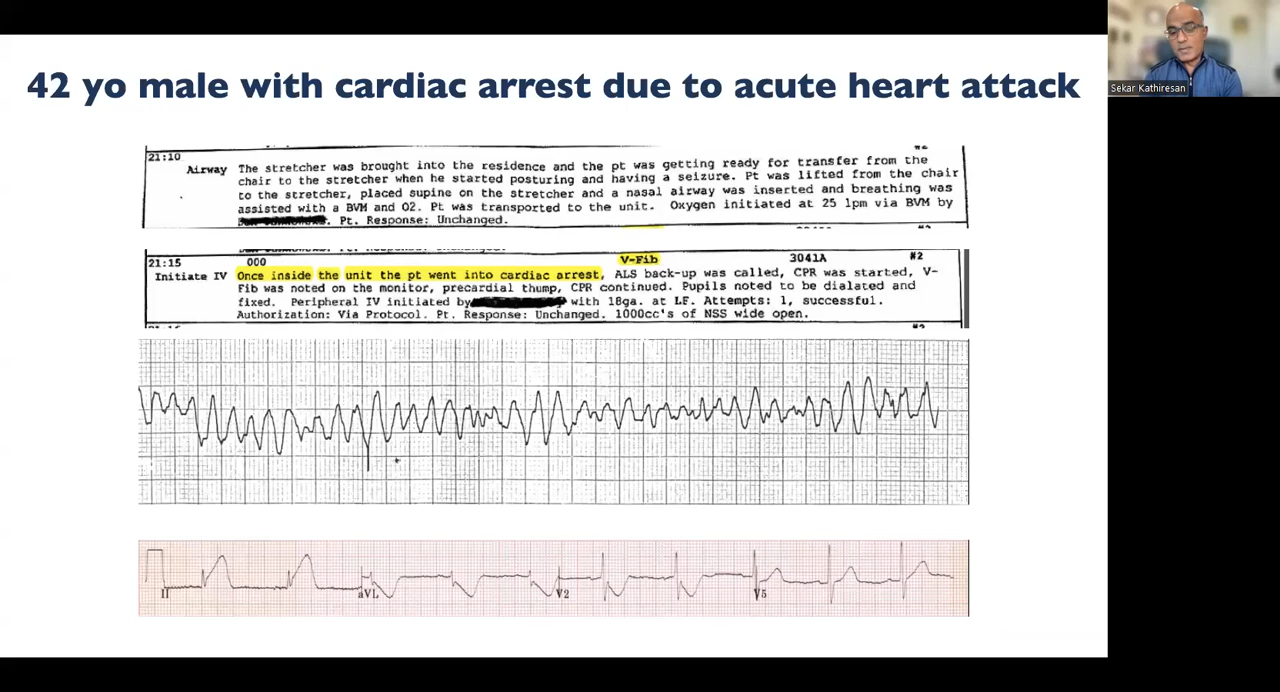 42 yo male with cardiac arrest due to acute heart attack
Sekar Kathiresan
21:10
Airway The stretcher was brought into the residence and the pt was getting ready for transfer from the
chair to the stretcher when he started posturing and having a seizure. Pt was lifted from the chair
to the stretcher, placed supine on the stretcher and a nasal airway was inserted and breathing was
assisted with a BVM and O2. Pt was transported to the unit. Oxygen initiated at 25 lpm via BVM by
. Pt. Response: Unchanged.
21:15 000 V-Fib 3041A #2
Initiate IV Once inside the unit the pt went into cardiac arrest, ALS back-up was called, CPR was started, V-
Fib was noted on the monitor, precardial thump, CPR continued. Pupils noted to be dialated and
fixed. Peripheral IV initiated by with 18ga. at LF. Attempts: 1, successful.
Authorization: Via Protocol. Pt. Response: Unchanged. 1000cc's of NSS wide open.
II aVL V2 V5